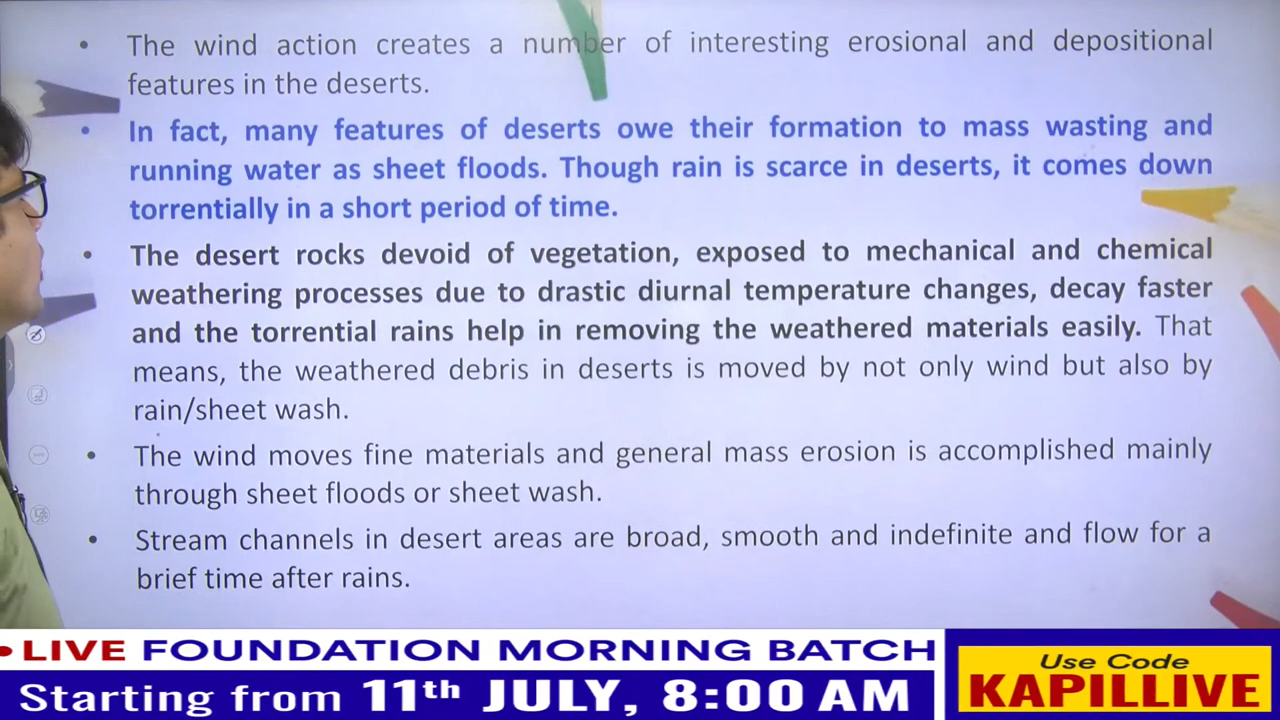 • The wind action creates a number of interesting erosional and depositional
features in the deserts.
• In fact, many features of deserts owe their formation to mass wasting and
running water as sheet floods. Though rain is scarce in deserts, it comes down
torrentially in a short period of time.
• The desert rocks devoid of vegetation, exposed to mechanical and chemical
weathering processes due to drastic diurnal temperature changes, decay faster
and the torrential rains help in removing the weathered materials easily. That
means, the weathered debris in deserts is moved by not only wind but also by
rain/sheet wash.
• The wind moves fine materials and general mass erosion is accomplished mainly
through sheet floods or sheet wash.
• Stream channels in desert areas are broad, smooth and indefinite and flow for a
brief time after rains.
•LIVE FOUNDATION MORNING BATCH
Starting from 11th JULY, 8:00 AM
Use Code
KAPILLIVE